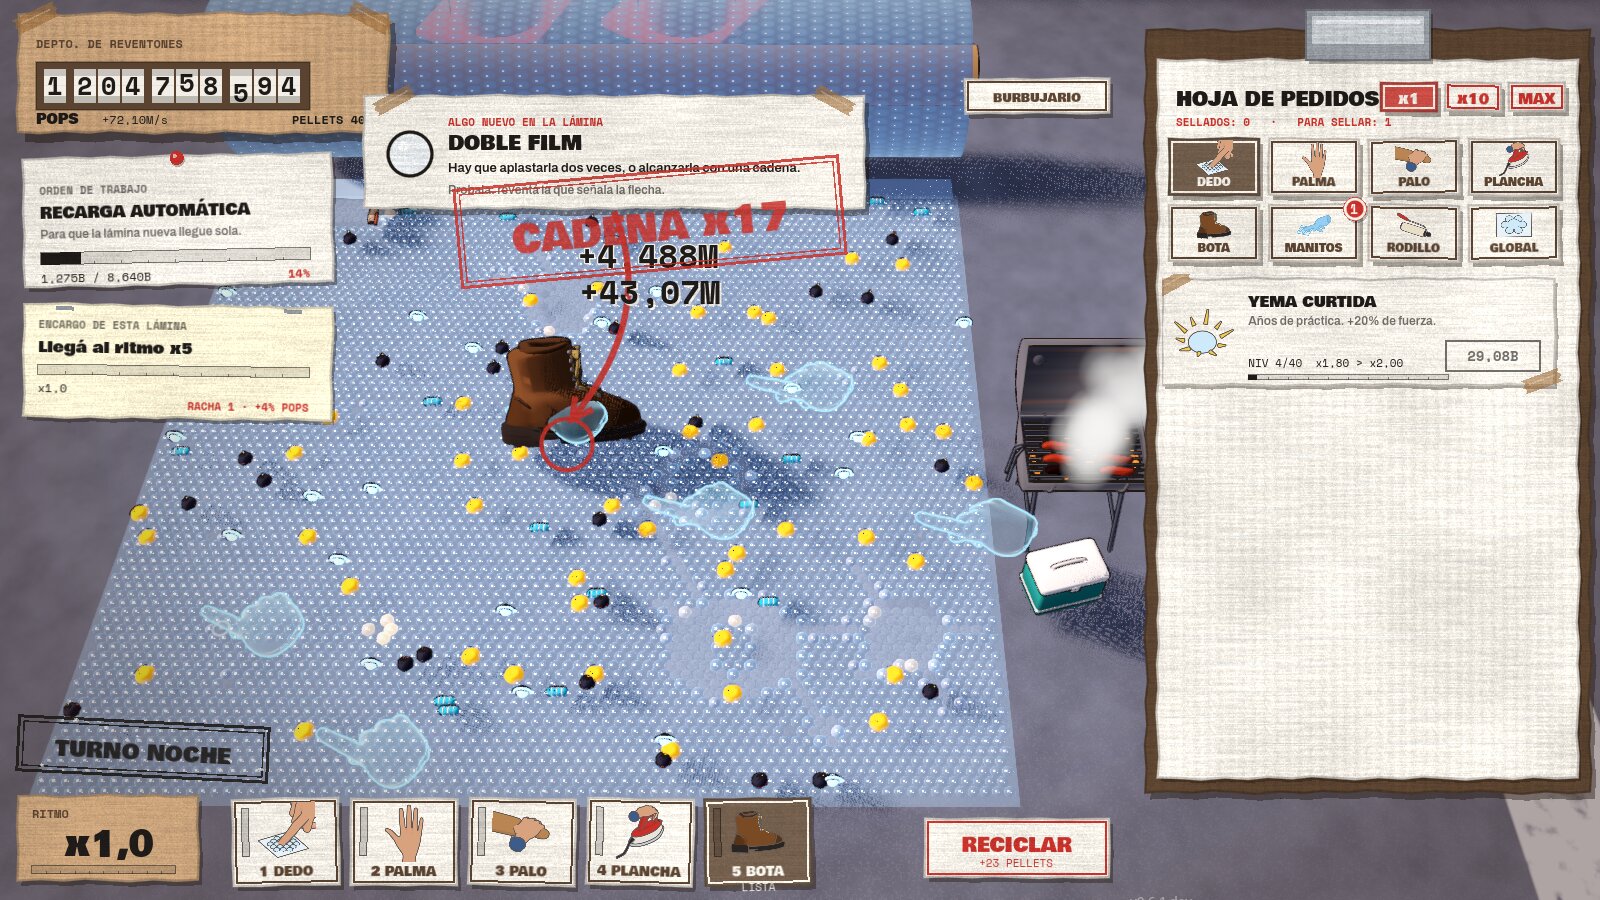 DEPTO. DE REVENTONES
1 204 758 594
POPS +72,10M/s PELLETS 40
ORDEN DE TRABAJO
RECARGA AUTOMÁTICA
Para que la lámina nueva llegue sola.
1.275B / 8.640B 14%
ENCARGO DE ESTA LÁMINA
Llegá al ritmo x5
x1,0
RACHA 1 · +4% POPS
ALGO NUEVO EN LA LÁMINA
DOBLE FILM
Hay que aplastarla dos veces, o alcanzarla con una cadena.
Probala: reventá la que señala la flecha.
CADENA x17
+4,488M
+43,07M
BURBUJARIO
HOJA DE PEDIDOS
x1
x10
MAX
SELLADOS: 0 · PARA SELLAR: 1
DEDO
PALMA
PALO
PLANCHA
BOTA
MANITOS
1
RODILLO
GLOBAL
YEMA CURTIDA
Años de práctica. +20% de fuerza.
NIV 4/40 x1,80 > x2,00
29.08B
TURNO NOCHE
RITMO
x1,0
1 DEDO
2 PALMA
3 PALO
4 PLANCHA
5 BOTA
LISTA
RECICLAR
+23 PELLETS